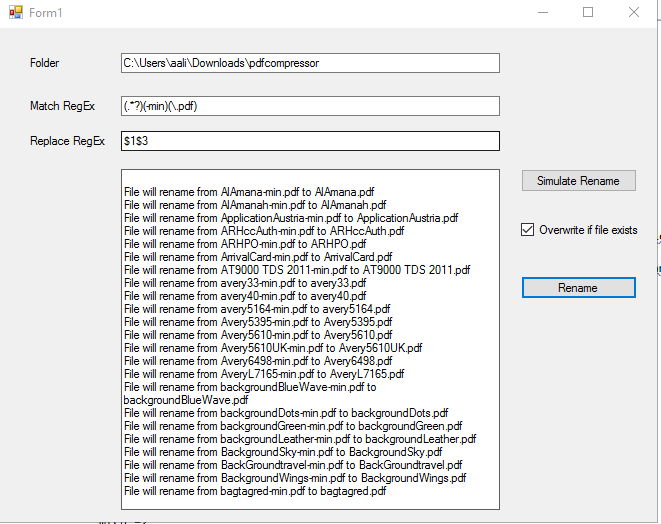 Form1
Folder
C:\Users\aali\Downloads\pdfcompressor
Match RegEx
(.*?)(-min)(\.pdf)
Replace RegEx
$1$3
Simulate Rename
Overwrite if file exists
Rename
File will rename from AlAmana-min.pdf to AlAmana.pdf
File will rename from AlAmanah-min.pdf to AlAmanah.pdf
File will rename from ApplicationAustria-min.pdf to ApplicationAustria.pdf
File will rename from ARHccAuth-min.pdf to ARHccAuth.pdf
File will rename from ARHPO-min.pdf to ARHPO.pdf
File will rename from ArrivalCard-min.pdf to ArrivalCard.pdf
File will rename from AT9000 TDS 2011-min.pdf to AT9000 TDS 2011.pdf
File will rename from avery33-min.pdf to avery33.pdf
File will rename from avery40-min.pdf to avery40.pdf
File will rename from avery5164-min.pdf to avery5164.pdf
File will rename from Avery5395-min.pdf to Avery5395.pdf
File will rename from Avery5610-min.pdf to Avery5610.pdf
File will rename from Avery5610UK-min.pdf to Avery5610UK.pdf
File will rename from Avery6498-min.pdf to Avery6498.pdf
File will rename from AveryL7165-min.pdf to AveryL7165.pdf
File will rename from backgroundBlueWave-min.pdf to
backgroundBlueWave.pdf
File will rename from backgroundDots-min.pdf to backgroundDots.pdf
File will rename from backgroundGreen-min.pdf to backgroundGreen.pdf
File will rename from backgroundLeather-min.pdf to backgroundLeather.pdf
File will rename from BackgroundSky-min.pdf to BackgroundSky.pdf
File will rename from BackGroundtravel-min.pdf to BackGroundtravel.pdf
File will rename from BackgroundWings-min.pdf to BackgroundWings.pdf
File will rename from bagtagred-min.pdf to bagtagred.pdf